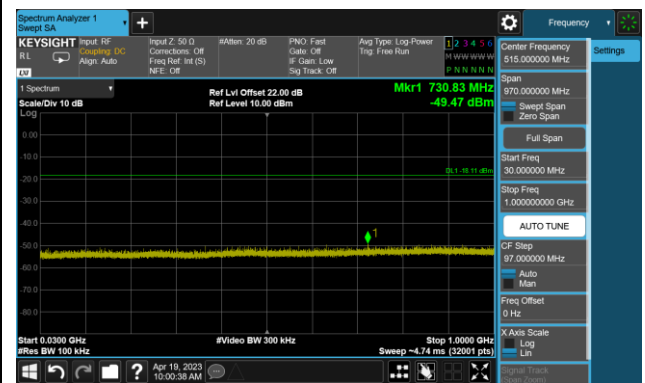 Spectrum Analyzer 1
Swept SA
+
Frequency
KEYSIGHT
RL
LXI
Input: RF
Coupling: DC
Align: Auto
Input Z: 50 Ω
Corrections: Off
Freq Ref: Int (S)
NFE: Off
#Atten: 20 dB
PNO: Fast
Gate: Off
IF Gain: Low
Sig Track: Off
Avg Type: Log-Power
Trig: Free Run
1 2 3 4 5 6
M W W W W W
P N N N N N
1 Spectrum
Scale/Div 10 dB
Log
Ref Lvl Offset 22.00 dB
Ref Level 10.00 dBm
Mkr1 730.83 MHz
-49.47 dBm
0.00
-10.0
DL1 -18.11 dBm
-20.0
-30.0
-40.0
1
-50.0
-60.0
-70.0
-80.0
Start 0.0300 GHz
#Res BW 100 kHz
#Video BW 300 kHz
Stop 1.0000 GHz
Sweep ~4.74 ms (32001 pts)
Apr 19, 2023
10:00:38 AM
Center Frequency
515.000000 MHz
Settings
Span
970.000000 MHz
Swept Span
Zero Span
Full Span
Start Freq
30.000000 MHz
Stop Freq
1.000000000 GHz
AUTO TUNE
CF Step
97.000000 MHz
Auto
Man
Freq Offset
0 Hz
X Axis Scale
Log
Lin
Signal Track
(Span Zoom)